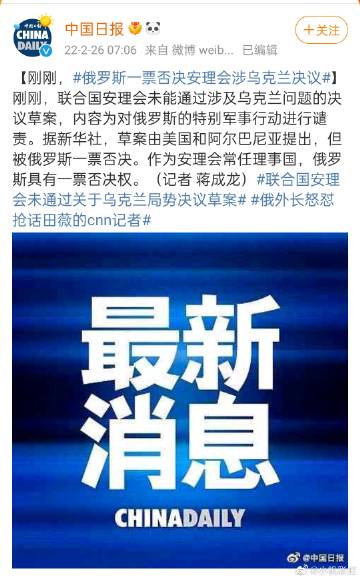 中国日报
22-2-26 07:06 来自 微博 weib... 已编辑
+关注
CHINA DAILY
【刚刚，#俄罗斯一票否决安理会涉乌克兰决议#】
刚刚，联合国安理会未能通过涉及乌克兰问题的决
议草案，内容为对俄罗斯的特别军事行动进行谴
责。据新华社，草案由美国和阿尔巴尼亚提出，但
被俄罗斯一票否决。作为安理会常任理事国，俄罗
斯具有一票否决权。（记者 蒋成龙）#联合国安理
会未通过关于乌克兰局势决议草案# #俄外长怒怼
抢话田薇的cnn记者#
最新
消息
CHINADAILY
@中国日报